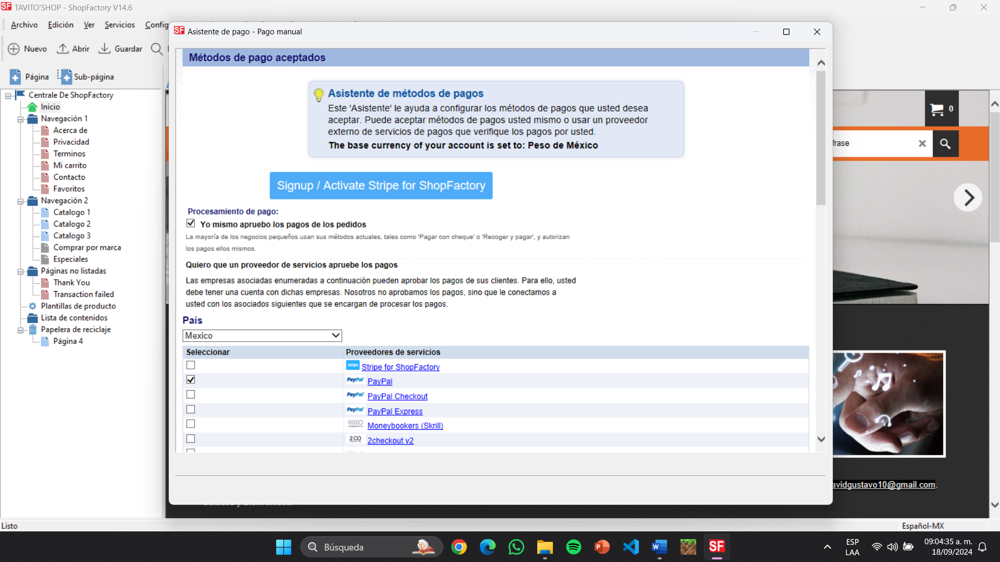 TAVITO'SHOP - ShopFactory V14.6
Archivo Edición Ver Servicios
Nuevo Abrir Guardar
Página Sub-página
Centrale De ShopFactory
Inicio
Navegación 1
Acerca de
Privacidad
Terminos
Mi carrito
Contacto
Favoritos
Navegación 2
Catalogo 1
Catalogo 2
Catalogo 3
Comprar por marca
Especiales
Páginas no listadas
Thank You
Transaction failed
Plantillas de producto
Lista de contenidos
Papelera de reciclaje
Página 4
SF Asistente de pago - Pago manual
Métodos de pago aceptados
Asistente de métodos de pagos
Este 'Asistente' le ayuda a configurar los métodos de pagos que usted desea
aceptar. Puede aceptar métodos de pagos usted mismo o usar un proveedor
externo de servicios de pagos que verifique los pagos por usted.
The base currency of your account is set to: Peso de México
Signup / Activate Stripe for ShopFactory
Procesamiento de pago:
Yo mismo apruebo los pagos de los pedidos
La mayoría de los negocios pequeños usan sus métodos actuales, tales como 'Pagar con cheque' o 'Recoger y pagar', y autorizan
los pagos ellos mismos.
Quiero que un proveedor de servicios apruebe los pagos
Las empresas asociadas enumeradas a continuación pueden aprobar los pagos de sus clientes. Para ello, usted
debe tener una cuenta con dichas empresas. Nosotros no aprobamos los pagos, sino que le conectamos a
usted con los asociados siguientes que se encargan de procesar los pagos.
País
Mexico
Seleccionar Proveedores de servicios
stripe Stripe for ShopFactory
PayPal PayPal
PayPal PayPal Checkout
PayPal PayPal Express
Moneybookers (Skrill)
2CO 2checkout v2
0
frase
avidgustavo10@gmail.com.
Listo
Español-MX
Búsqueda
SF
ESP
LAA
09:04:35 a. m.
18/09/2024